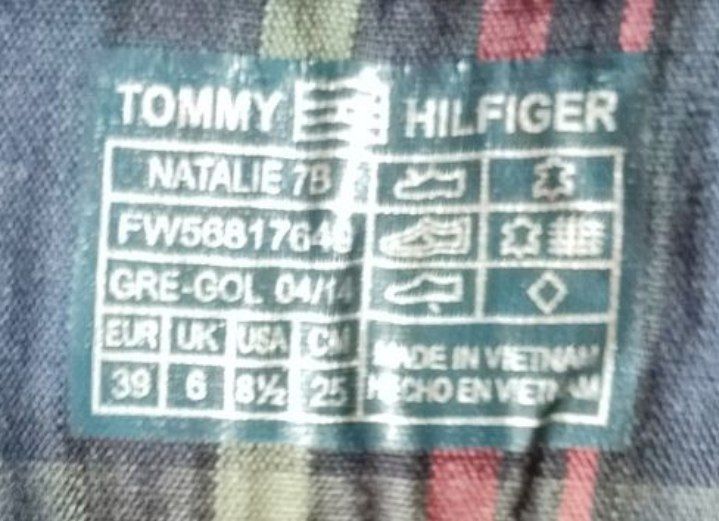 TOMMY HILFIGER
NATALIE 7B
FW56817640
GRE-GOL 04/14
EUR UK USA CM
39 6 8½ 25
MADE IN VIETNAM
HECHO EN VIETNAM